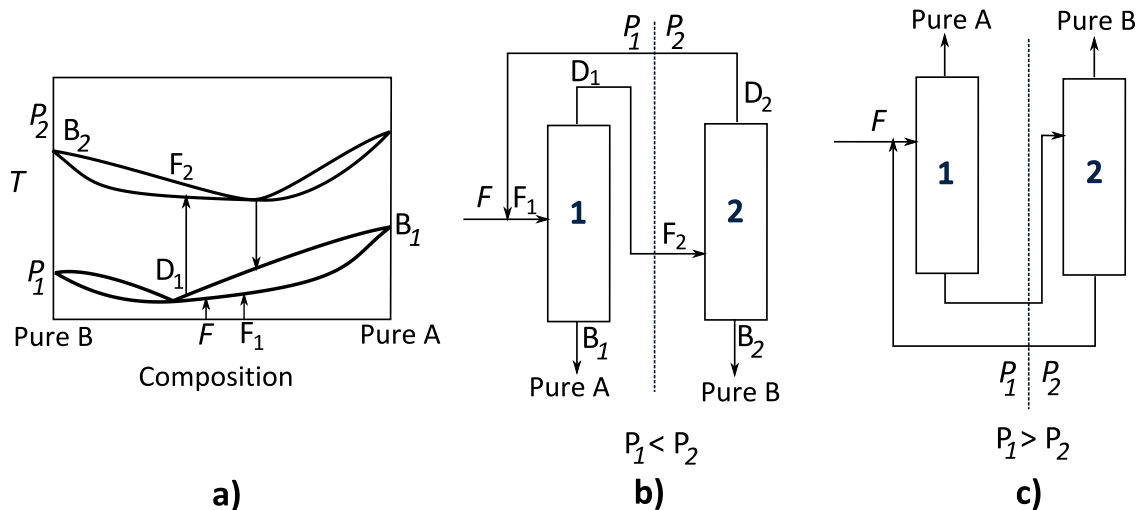 P2
B2
F2
T
P1
D1
B1
Pure B
F
F1
Pure A
Composition
a)
P1
P2
D1
D2
F
F1
1
2
F2
B1
B2
Pure A
Pure B
P1 < P2
b)
Pure A
Pure B
F
1
2
P1
P2
P1 > P2
c)